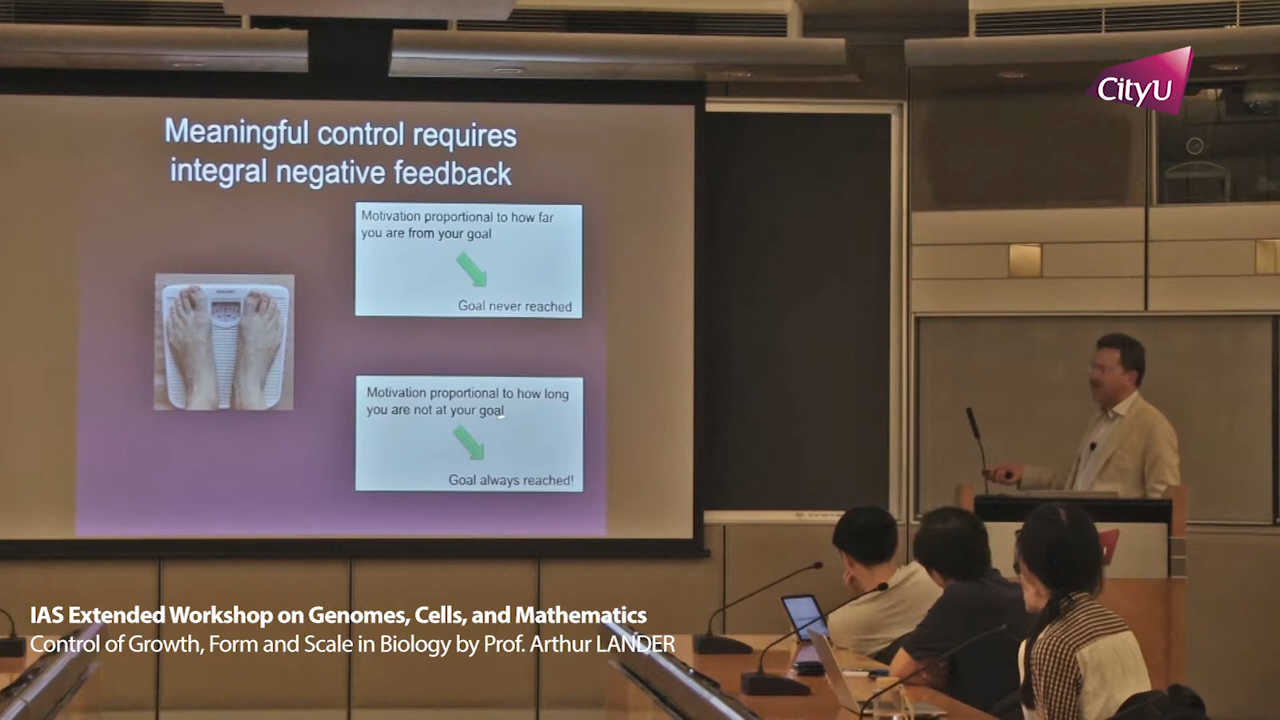 CityU
Meaningful control requires
integral negative feedback
Motivation proportional to how far
you are from your goal
Goal never reached
Motivation proportional to how long
you are not at your goal
Goal always reached!
IAS Extended Workshop on Genomes, Cells, and Mathematics
Control of Growth, Form and Scale in Biology by Prof. Arthur LANDER